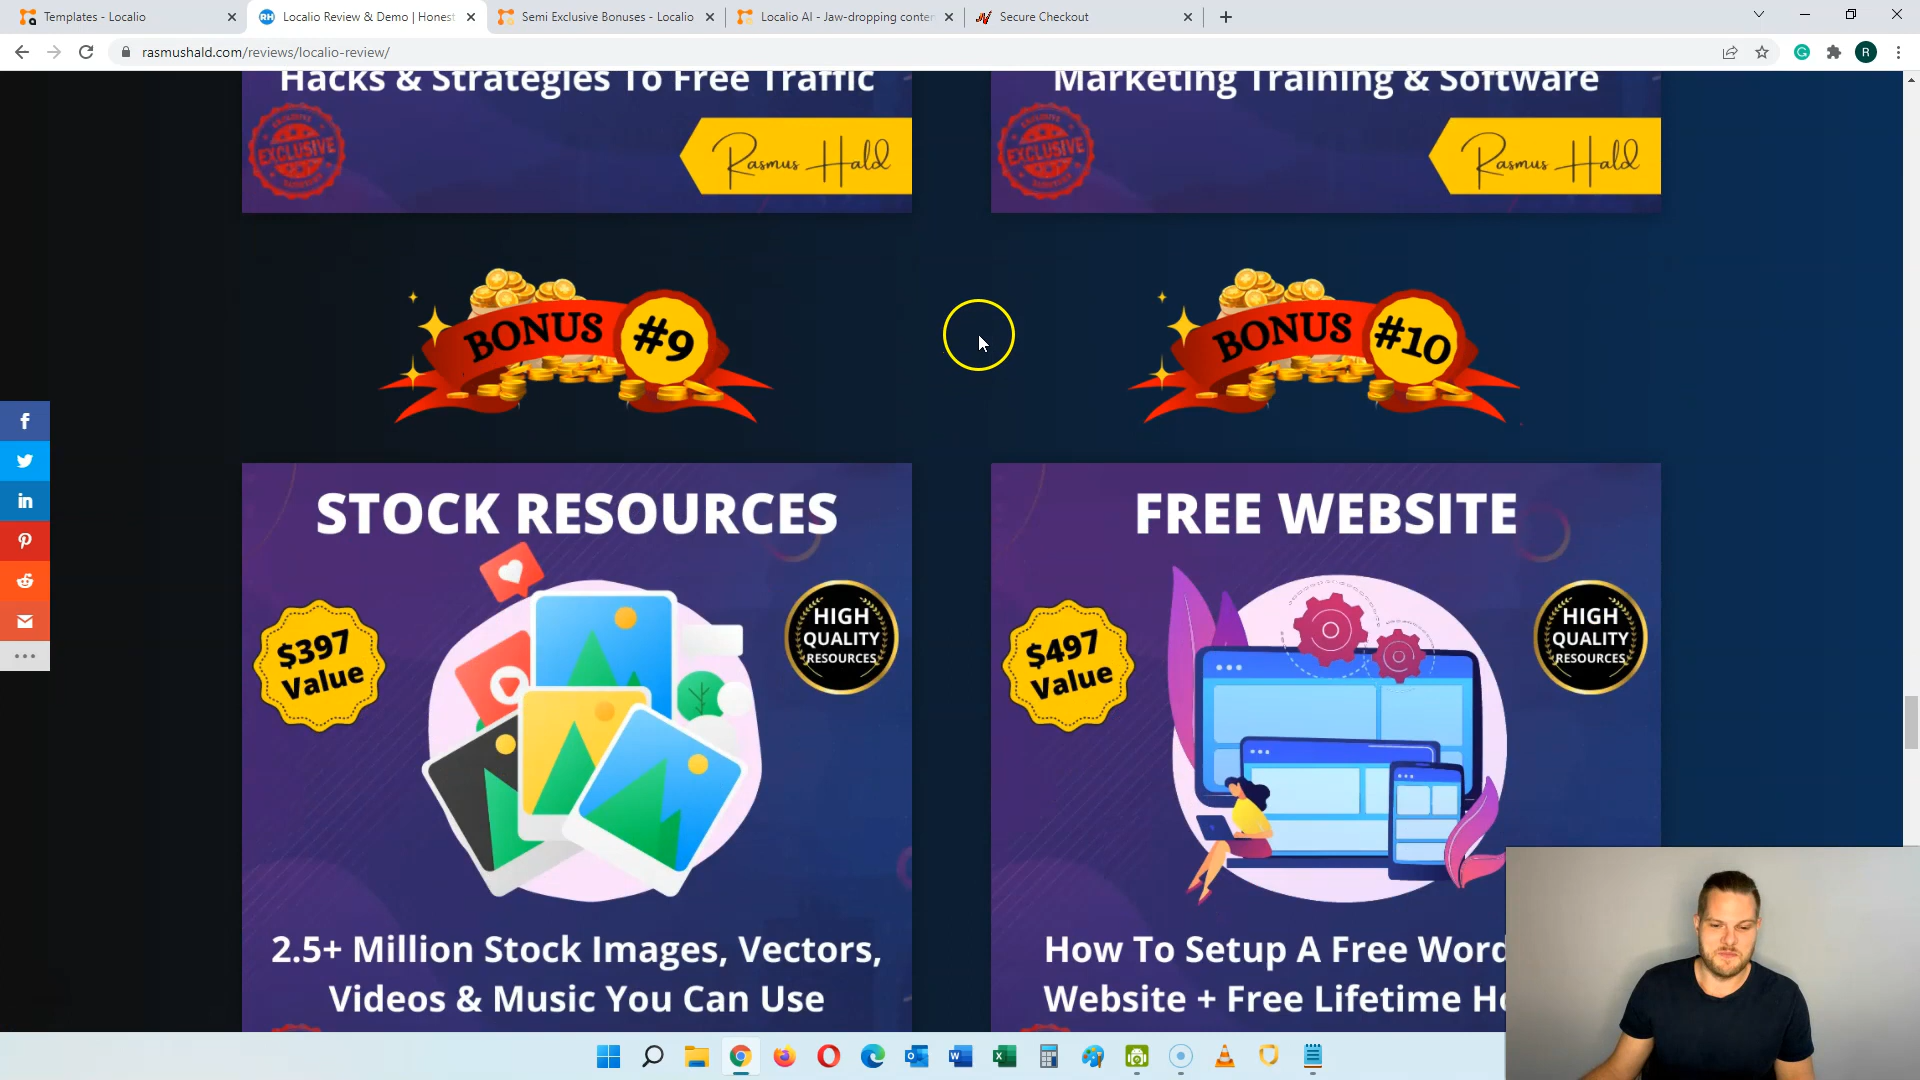 Templates - Localio
Localio Review & Demo | Honest
Semi Exclusive Bonuses - Localio
Localio AI - Jaw-dropping conten
Secure Checkout
rasmushald.com/reviews/localio-review/
R
Hacks & Strategies To Free Traffic
Marketing Training & Software
EXCLUSIVE
Rasmus Hald
EXCLUSIVE
Rasmus Hald
BONUS #9
BONUS #10
STOCK RESOURCES
$397
Value
HIGH
QUALITY
RESOURCES
2.5+ Million Stock Images, Vectors,
Videos & Music You Can Use
FREE WEBSITE
$497
Value
HIGH
QUALITY
RESOURCES
How To Setup A Free Word
Website + Free Lifetime Ho